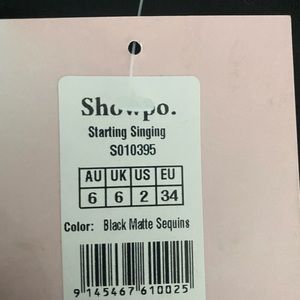 Showpo.
Starting Singing
S010395
AU UK US EU
6 6 2 34
Color: Black Matte Sequins
9 145467 610025